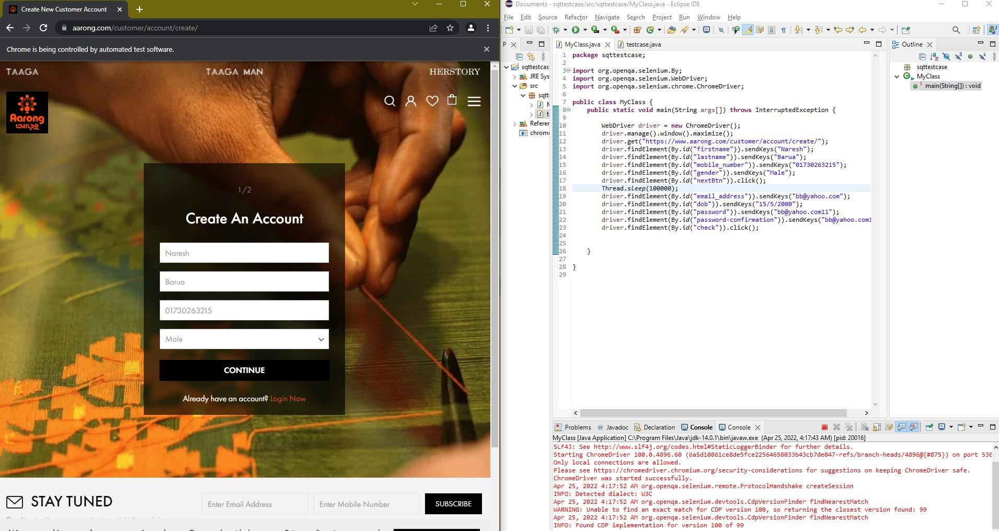 Create New Customer Account
aarong.com/customer/account/create/
Chrome is being controlled by automated test software.
TAAGA
TAAGA MAN
HERSTORY
Aarong
আড়ং
1/2
Create An Account
Naresh
Barua
01730263215
Male
CONTINUE
Already have an account? Login Now
STAY TUNED
Enter Email Address
Enter Mobile Number
SUBSCRIBE
Documents - sqttestcase/src/sqttestcase/MyClass.java - Eclipse IDE
File Edit Source Refactor Navigate Search Project Run Window Help
P
sqttestcas
JRE Sys
src
sqtt
M
t
Referer
chrome
MyClass.java
testcase.java
1 package sqttestcase;
2
3 import org.openqa.selenium.By;
4 import org.openqa.selenium.WebDriver;
5 import org.openqa.selenium.chrome.ChromeDriver;
6
7 public class MyClass {
8 public static void main(String args[]) throws InterruptedException {
9
10 WebDriver driver = new ChromeDriver();
11 driver.manage().window().maximize();
12 driver.get("https://www.aarong.com/customer/account/create/");
13 driver.findElement(By.id("firstname")).sendKeys("Naresh");
14 driver.findElement(By.id("lastname")).sendKeys("Barua");
15 driver.findElement(By.id("mobile_number")).sendKeys("01730263215");
16 driver.findElement(By.id("gender")).sendKeys("Male");
17 driver.findElement(By.id("nextBtn")).click();
18 Thread.sleep(100000);
19 driver.findElement(By.id("email_address")).sendKeys("bb@yahoo.com");
20 driver.findElement(By.id("dob")).sendKeys("15/5/2000");
21 driver.findElement(By.id("password")).sendKeys("bb@yahoo.com11");
22 driver.findElement(By.id("password-confirmation")).sendKeys("bb@yahoo.com1
23 driver.findElement(By.id("check")).click();
24
25
26 }
27
28 }
29
Outline
sqttestcase
MyClass
main(String[]) : void
Problems @ Javadoc Declaration Console Console
MyClass [Java Application] C:\Program Files\Java\jdk-14.0.1\bin\javaw.exe (Apr 25, 2022, 4:17:43 AM) [pid: 20016]
SLF4J: See http://www.slf4j.org/codes.html#StaticLoggerBinder for further details.
Starting ChromeDriver 100.0.4896.60 (6a5d10861ce8de5fce22564658033b43cb7de047-refs/branch-heads/4896@{#875}) on port 538
Only local connections are allowed.
Please see https://chromedriver.chromium.org/security-considerations for suggestions on keeping ChromeDriver safe.
ChromeDriver was started successfully.
Apr 25, 2022 4:17:52 AM org.openqa.selenium.remote.ProtocolHandshake createSession
INFO: Detected dialect: W3C
Apr 25, 2022 4:17:52 AM org.openqa.selenium.devtools.CdpVersionFinder findNearestMatch
WARNING: Unable to find an exact match for CDP version 100, so returning the closest version found: 99
Apr 25, 2022 4:17:52 AM org.openqa.selenium.devtools.CdpVersionFinder findNearestMatch
INFO: Found CDP implementation for version 100 of 99